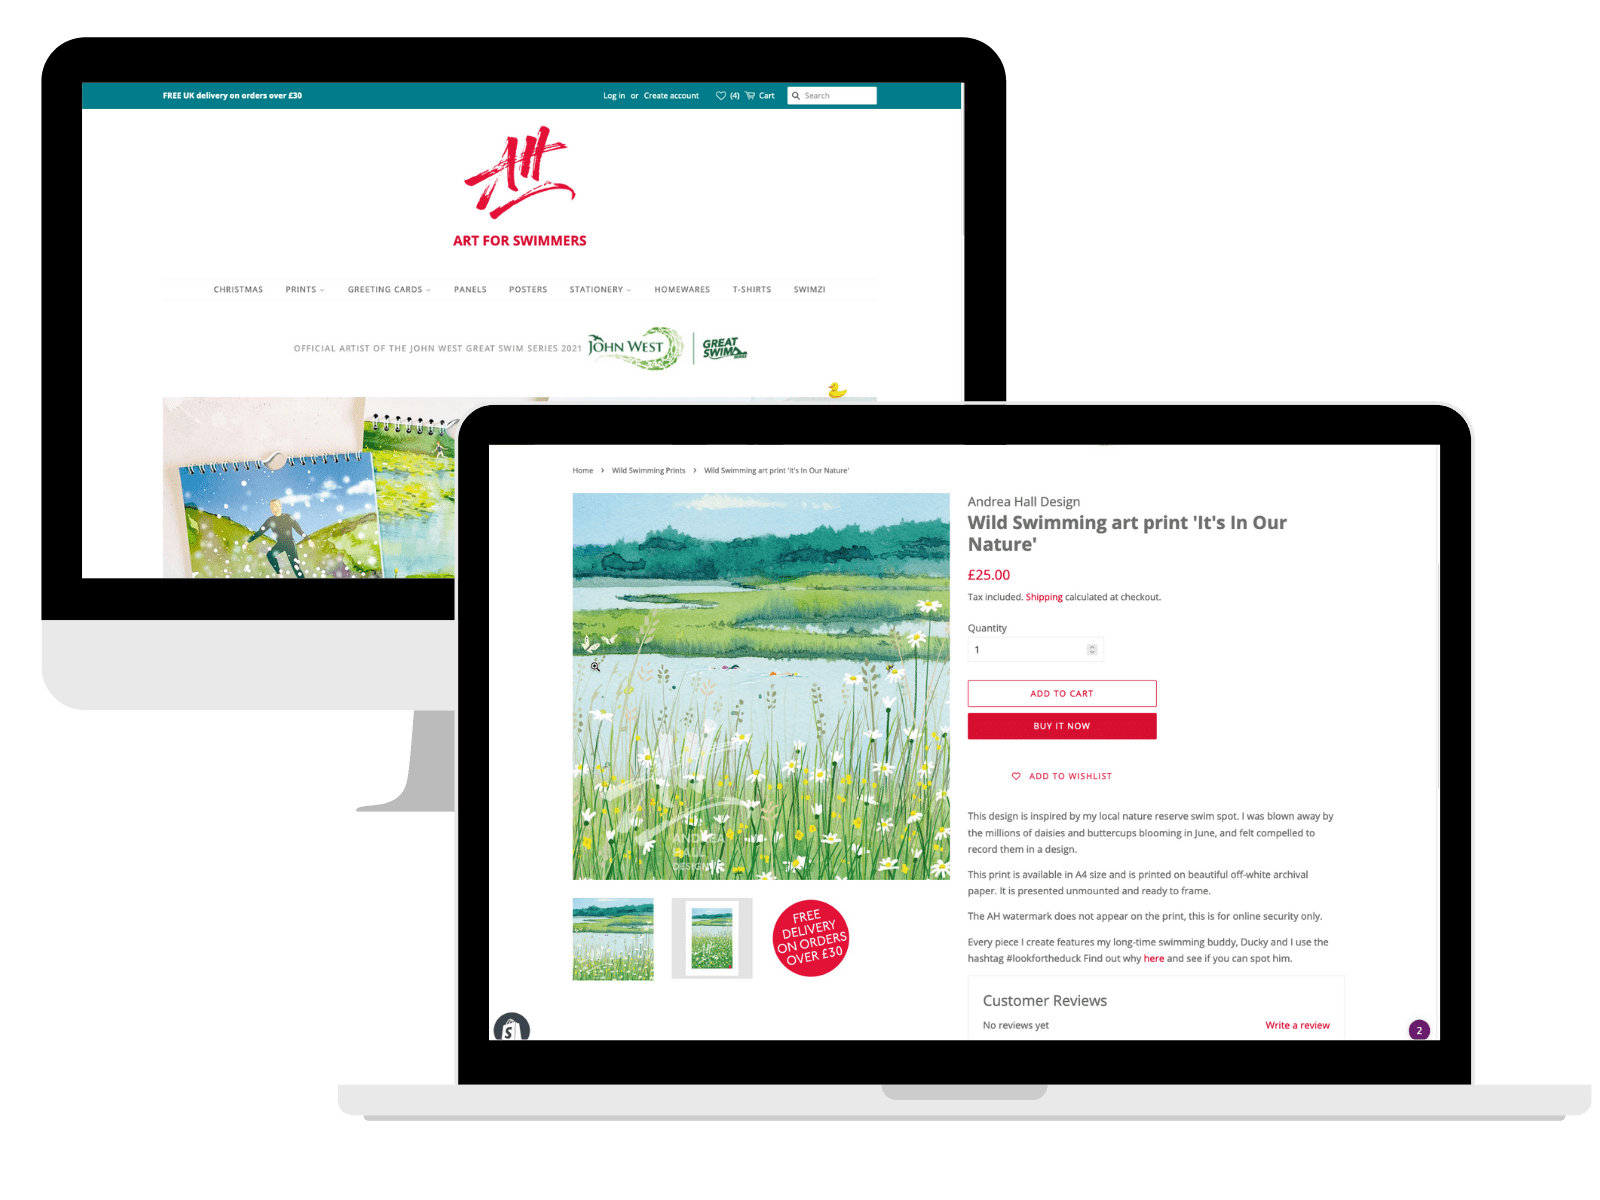 FREE UK delivery on orders over £30
Log in or Create account (4) Cart Search
AH
ART FOR SWIMMERS
CHRISTMAS PRINTS GREETING CARDS PANELS POSTERS STATIONERY HOMEWARES T-SHIRTS SWIMZI
OFFICIAL ARTIST OF THE JOHN WEST GREAT SWIM SERIES 2021
JOHN WEST
GREAT
SWIM
Home > Wild Swimming Prints > Wild Swimming art print 'It's In Our Nature'
Andrea Hall Design
Wild Swimming art print 'It's In Our
Nature'
£25.00
Tax included. Shipping calculated at checkout.
Quantity
1
ADD TO CART
BUY IT NOW
ADD TO WISHLIST
This design is inspired by my local nature reserve swim spot. I was blown away by
the millions of daisies and buttercups blooming in June, and felt compelled to
record them in a design.
This print is available in A4 size and is printed on beautiful off-white archival
paper. It is presented unmounted and ready to frame.
The AH watermark does not appear on the print, this is for online security only.
Every piece I create features my long-time swimming buddy, Ducky and I use the
hashtag #lookfortheduck Find out why here and see if you can spot him.
Customer Reviews
No reviews yet Write a review
ANDREA
HALL
DESIGN
FREE
DELIVERY
ON ORDERS
OVER £30
S
2